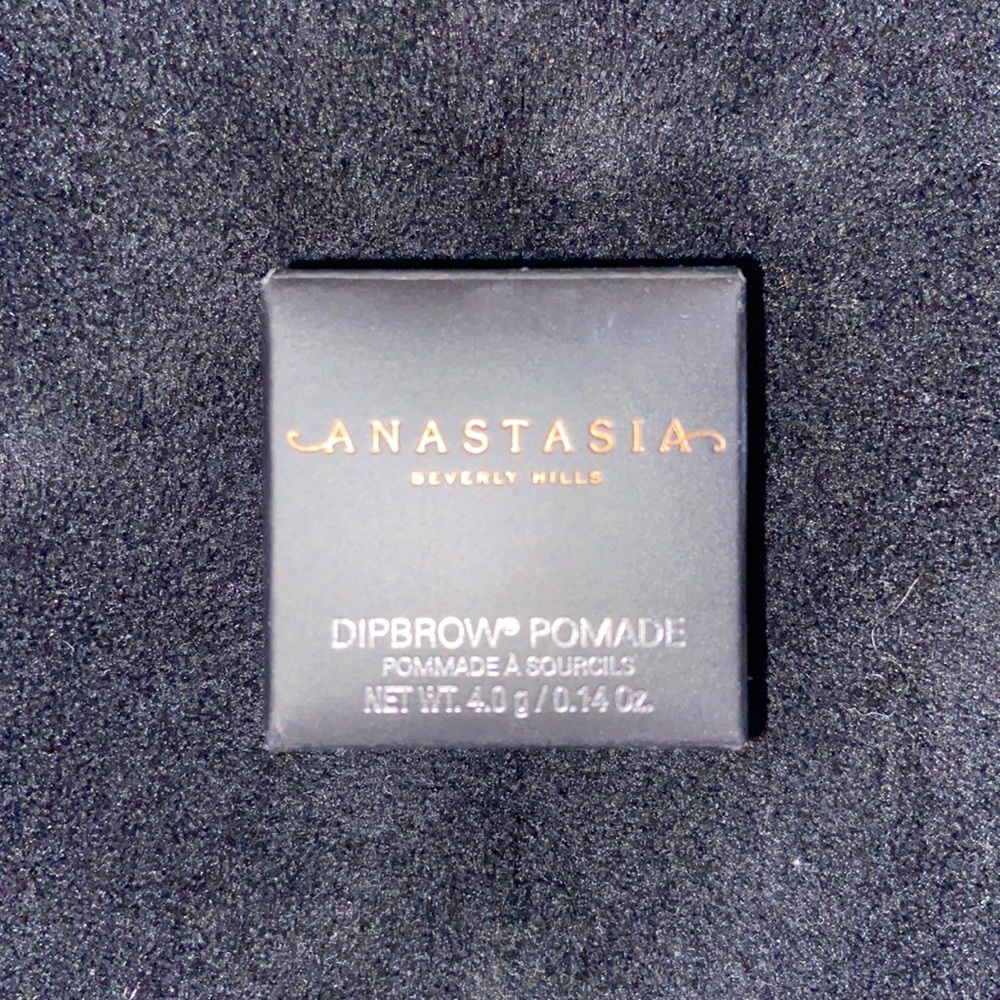 ANASTASIA
BEVERLY HILLS
DIPBROW® POMADE
POMMADE À SOURCILS
NET WT. 4.0 g / 0.14 Oz.